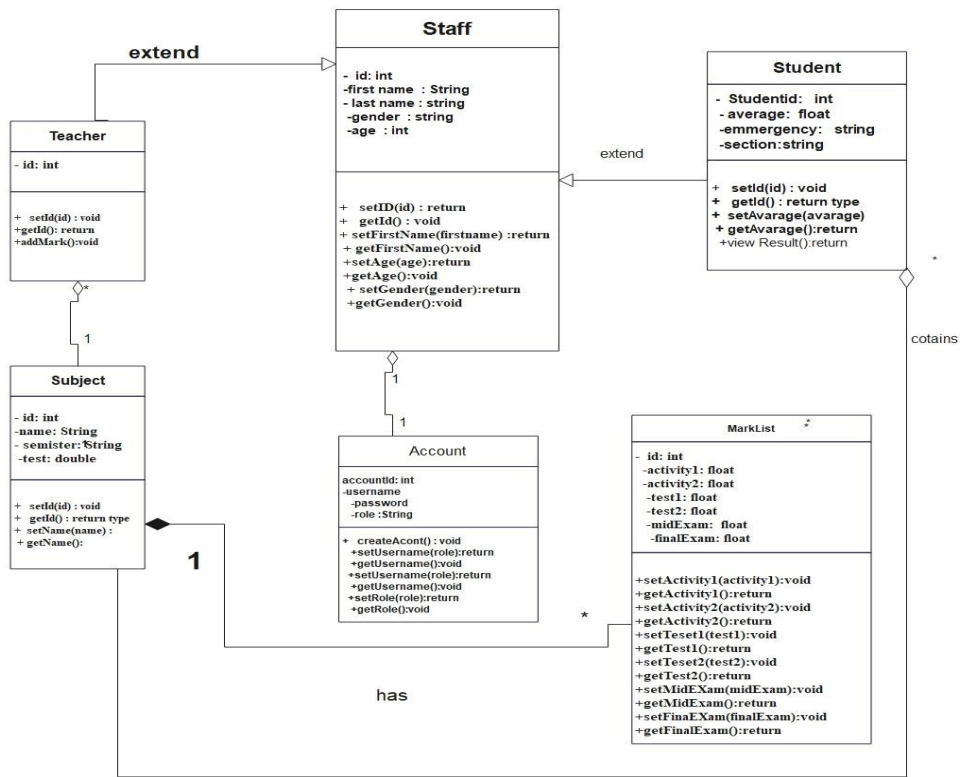 extend
Staff
- id: int
-first name : String
- last name : string
-gender : string
-age : int
+ setID(id) : return
+ getId() : void
+ setFirstName(firstname) :return
+ getFirstName():void
+setAge(age):return
+getAge():void
+ setGender(gender):return
+getGender():void
Student
- Studentid: int
- average: float
-emmergency: string
-section:string
+ setId(id) : void
+ getId() : return type
+ setAvarage(avarage)
+ getAvarage():return
+view Result():return
extend
Teacher
- id: int
+ setId(id) : void
+getId(): return
+addMark():void
*
1
*
cotains
Subject
- id: int
-name: String
- semister: String
-test: double
+ setId(id) : void
+ getId() : return type
+ setName(name) :
+ getName():
1
1
1
Account
accountId: int
-username
-password
-role :String
+ createAcont() : void
+setUsername(role):return
+getUsername():void
+setUsername(role):return
+getUsername():void
+setRole(role):return
+getRole():void
MarkList
*
- id: int
-activity1: float
-activity2: float
-test1: float
-test2: float
-midExam: float
-finalExam: float
+setActivity1(activity1):void
+getActivity1():return
+setActivity2(activity2):void
+getActivity2():return
+setTeset1(test1):void
+getTest1():return
+setTeset2(test2):void
+getTest2():return
+setMidEXam(midExam):void
+getMidExam():return
+setFinaEXam(finalExam):void
+getFinalExam():return
*
has